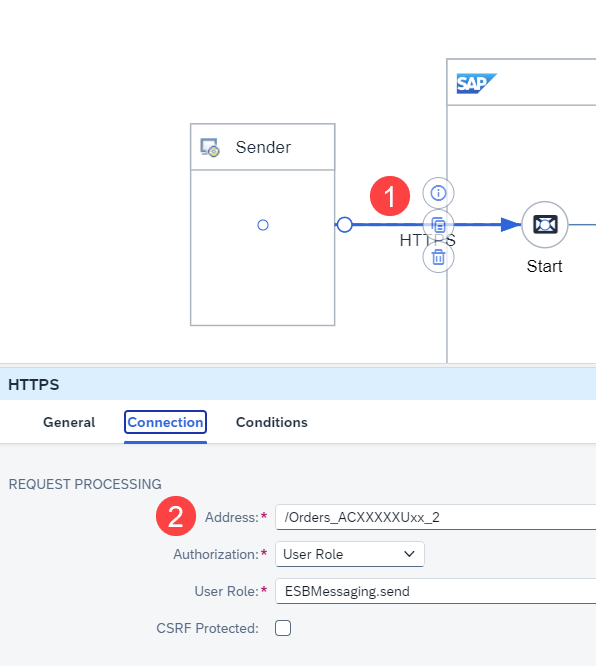 SAP
Sender
1
HTTPS
Start
HTTPS
General Connection Conditions
REQUEST PROCESSING
2 Address:* /Orders_ACXXXXXUxx_2
Authorization:* User Role
User Role:* ESBMessaging.send
CSRF Protected: